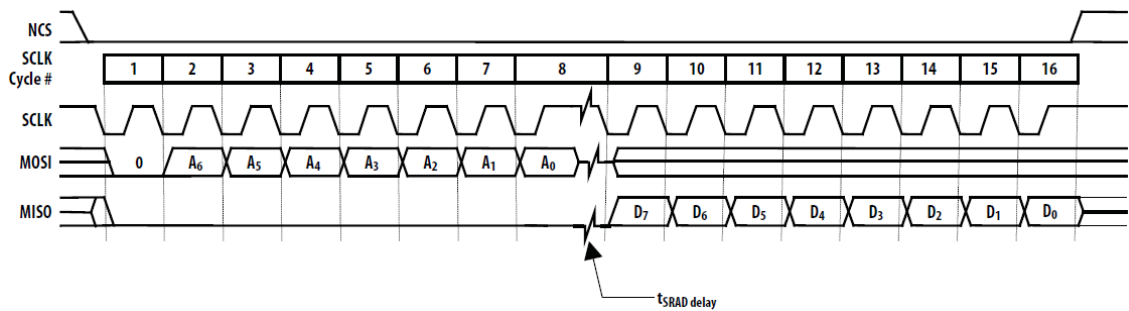 NCS
SCLK
Cycle #
1 2 3 4 5 6 7 8 9 10 11 12 13 14 15 16
SCLK
MOSI 0 A6 A5 A4 A3 A2 A1 A0
MISO D7 D6 D5 D4 D3 D2 D1 D0
tSRAD delay